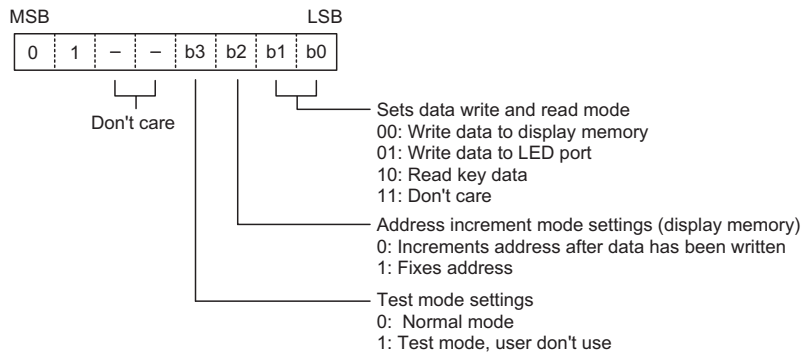 MSB LSB
0 1 – – b3 b2 b1 b0
Don't care
Sets data write and read mode
00: Write data to display memory
01: Write data to LED port
10: Read key data
11: Don't care
Address increment mode settings (display memory)
0: Increments address after data has been written
1: Fixes address
Test mode settings
0: Normal mode
1: Test mode, user don't use